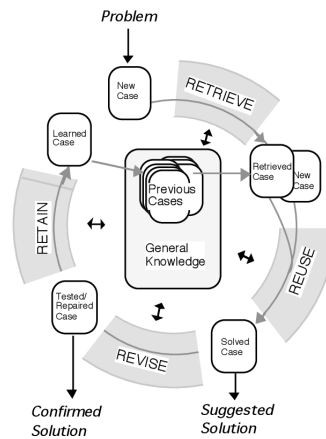 Problem
New
Case
RETRIEVE
Learned
Case
Retrieved
Case
New
Case
Previous
Cases
General
Knowledge
RETAIN
REUSE
Tested/
Repaired
Case
REVISE
Solved
Case
Confirmed
Solution
Suggested
Solution